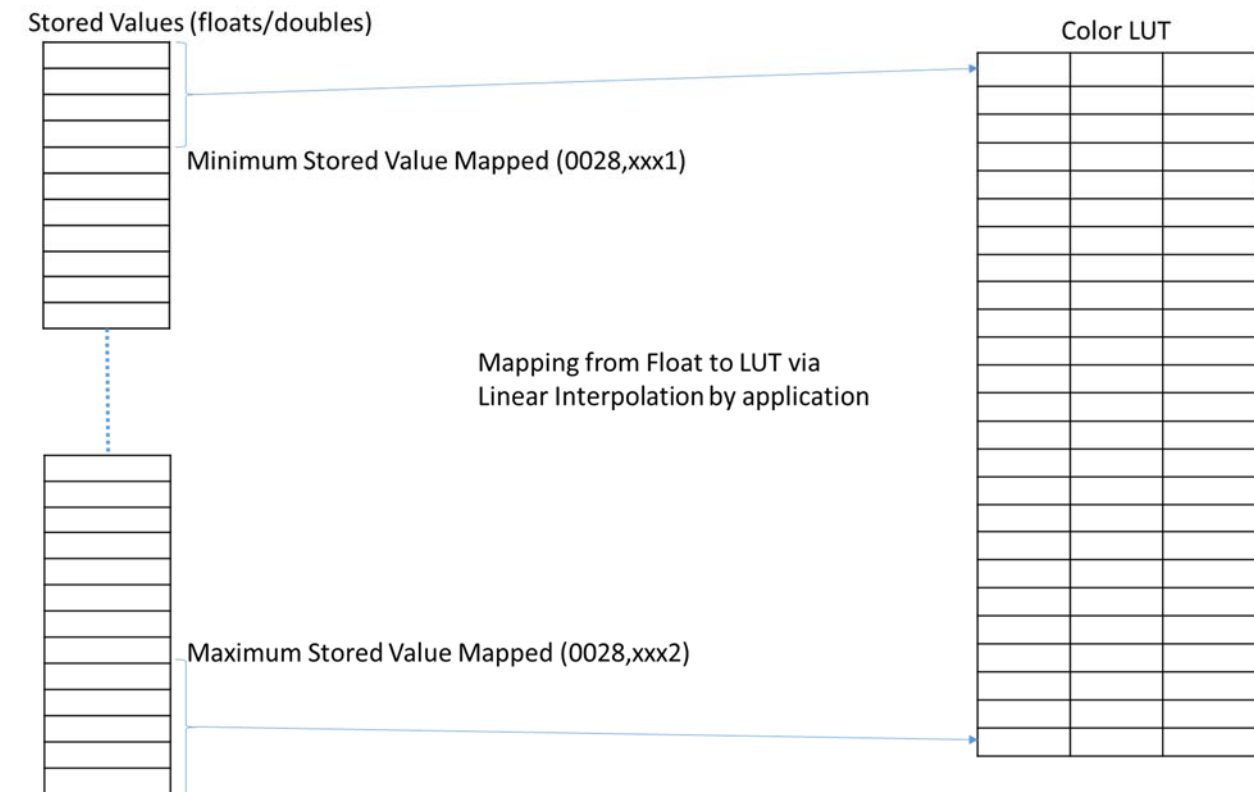 Stored Values (floats/doubles)
Color LUT
Minimum Stored Value Mapped (0028,xxx1)
Mapping from Float to LUT via
Linear Interpolation by application
Maximum Stored Value Mapped (0028,xxx2)